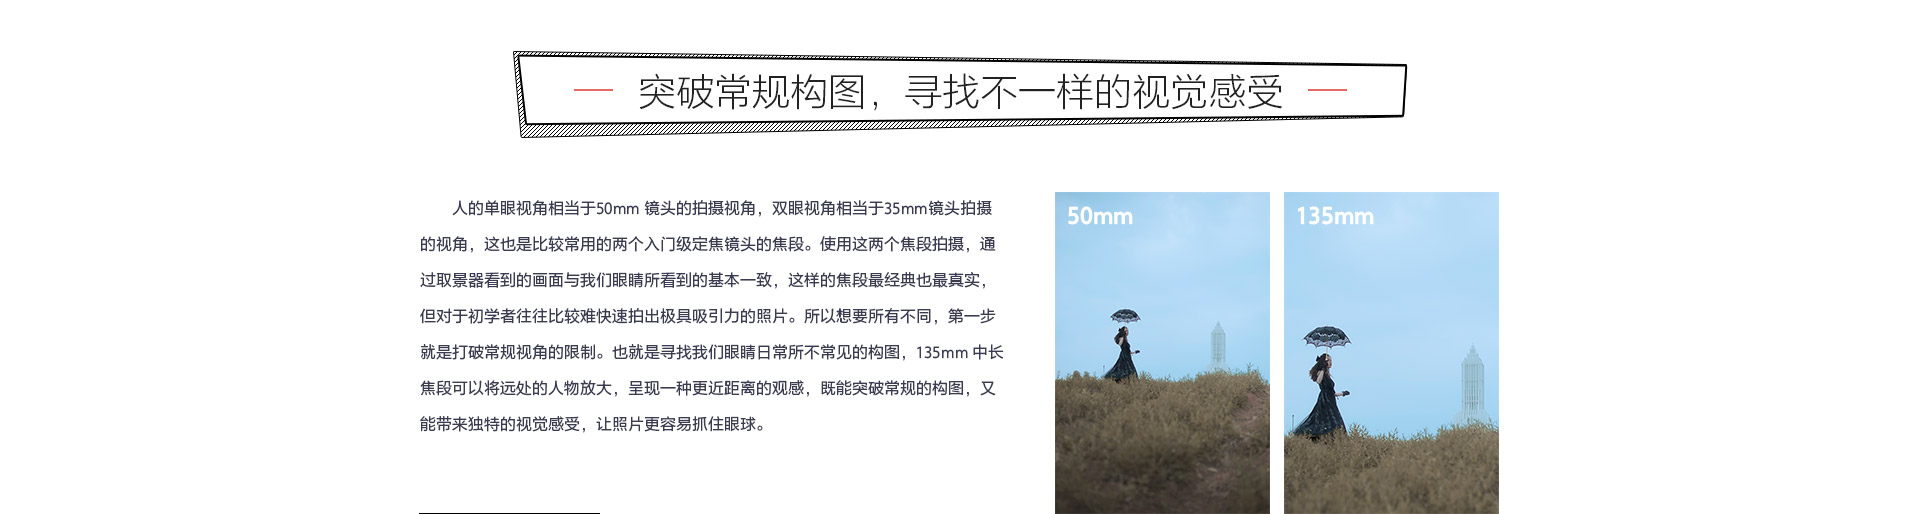 突破常规构图，寻找不一样的视觉感受
人的单眼视角相当于50mm 镜头的拍摄视角，双眼视角相当于35mm镜头拍摄
的视角，这也是比较常用的两个入门级定焦镜头的焦段。使用这两个焦段拍摄，通
过取景器看到的画面与我们眼睛所看到的基本一致，这样的焦段最经典也最真实，
但对于初学者往往比较难快速拍出极具吸引力的照片。所以想要所有不同，第一步
就是打破常规视角的限制。也就是寻找我们眼睛日常所不常见的构图，135mm 中长
焦段可以将远处的人物放大，呈现一种更近距离的观感，既能突破常规的构图，又
能带来独特的视觉感受，让照片更容易抓住眼球。
50mm
135mm